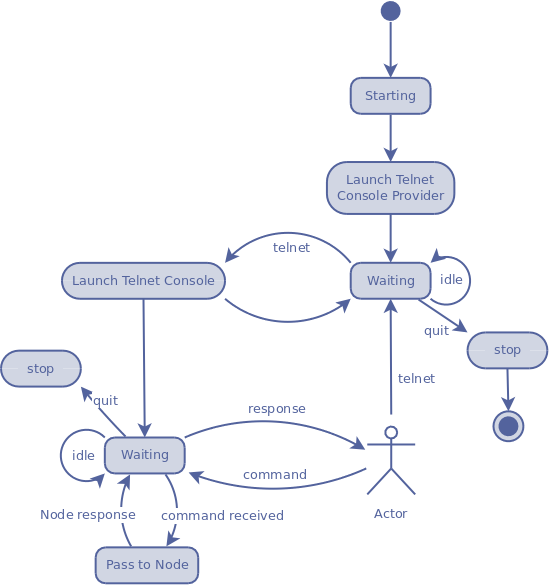 Starting
Launch Telnet
Console Provider
telnet
Launch Telnet Console
Waiting
idle
quit
stop
stop
telnet
quit
response
idle
Waiting
command
Node response
command received
Actor
Pass to Node